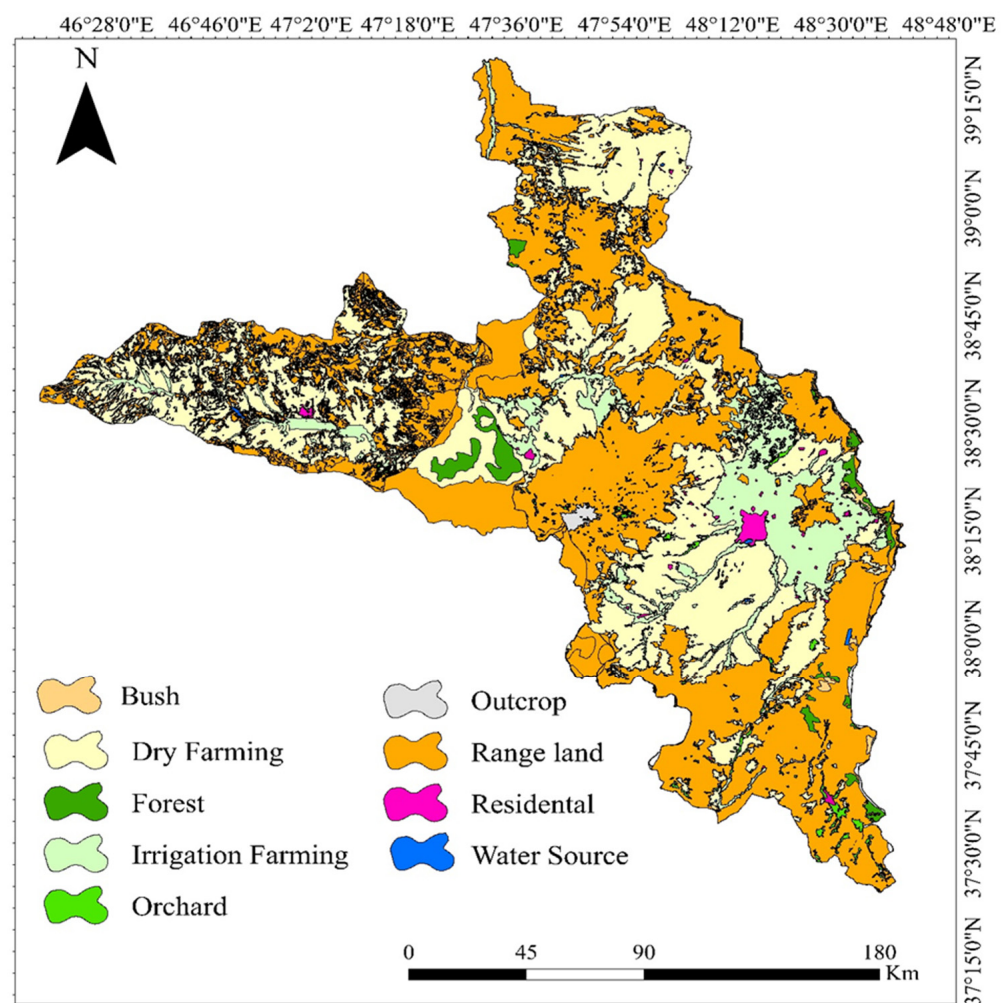 46°28'0"E 46°46'0"E 47°2'0"E 47°18'0"E 47°36'0"E 47°54'0"E 48°12'0"E 48°30'0"E 48°48'0"E
N
39°15'0"N
39°0'0"N
38°45'0"N
38°30'0"N
38°15'0"N
38°0'0"N
37°45'0"N
37°30'0"N
37°15'0"N
Bush
Dry Farming
Forest
Irrigation Farming
Orchard
Outcrop
Range land
Residental
Water Source
0 45 90 180
Km